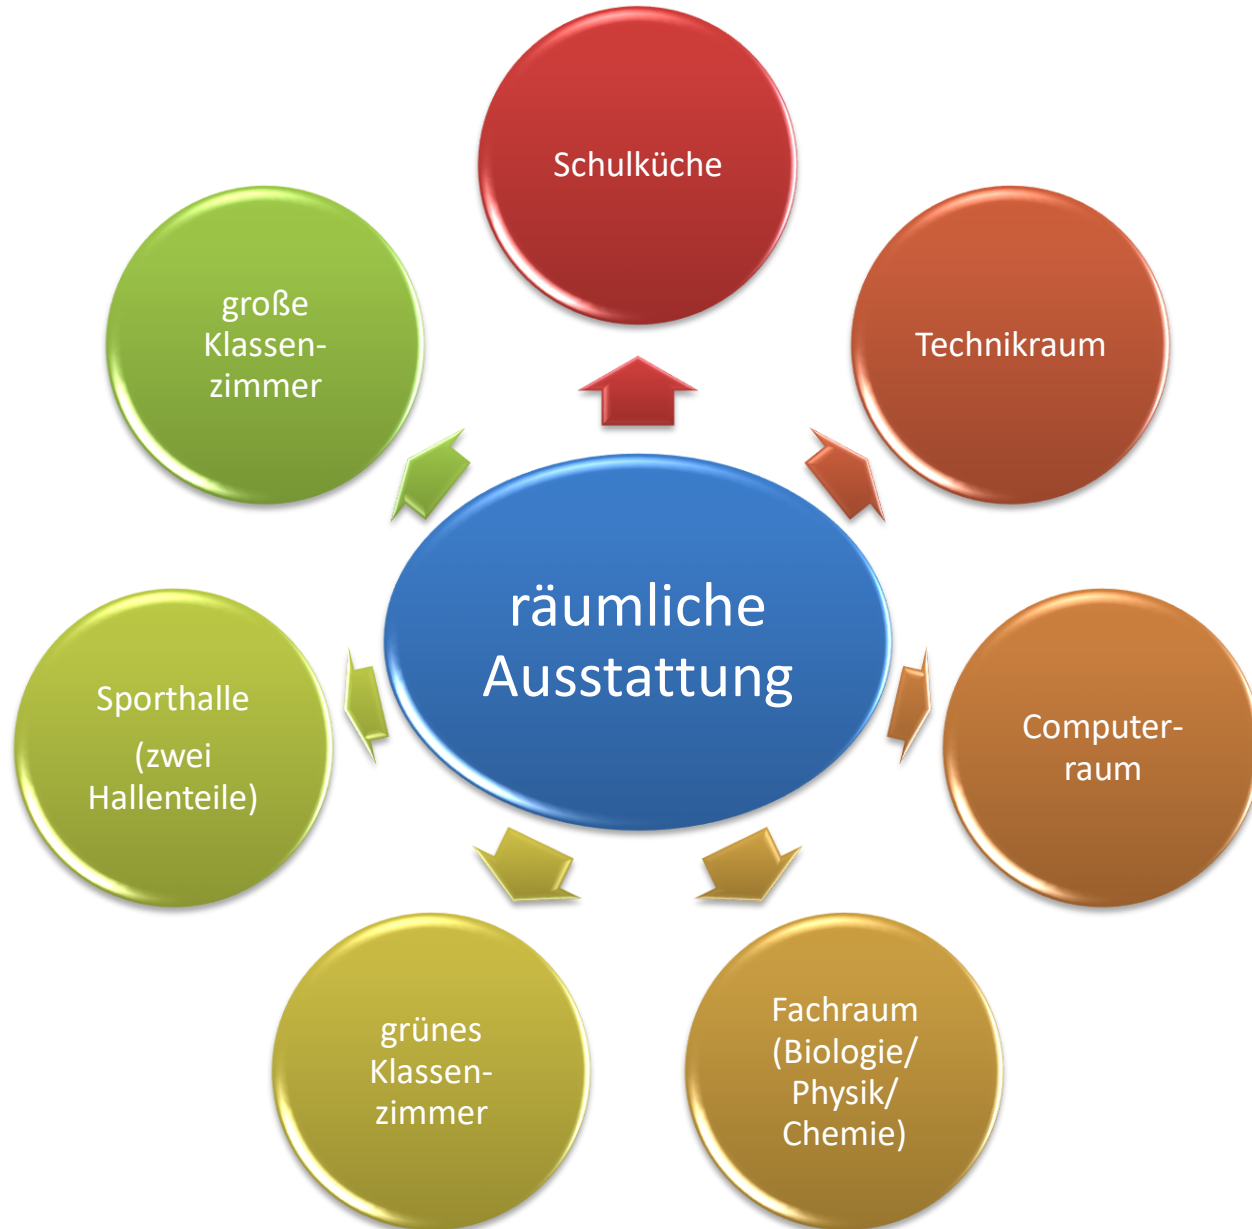 Schulküche
Technikraum
Computer-
raum
Fachraum
(Biologie/
Physik/
Chemie)
grünes
Klassen-
zimmer
Sporthalle
(zwei
Hallenteile)
große
Klassen-
zimmer
räumliche
Ausstattung